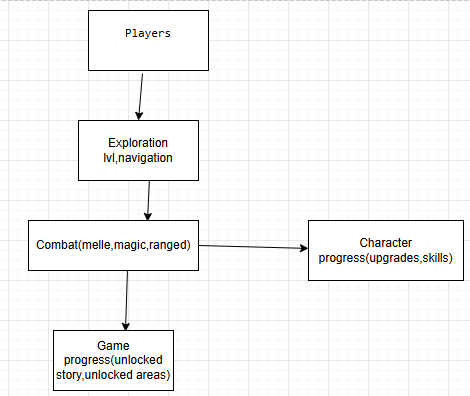 Players
Exploration
lvl,navigation
Combat(melle,magic,ranged)
Character
progress(upgrades,skills)
Game
progress(unlocked
story,unlocked areas)